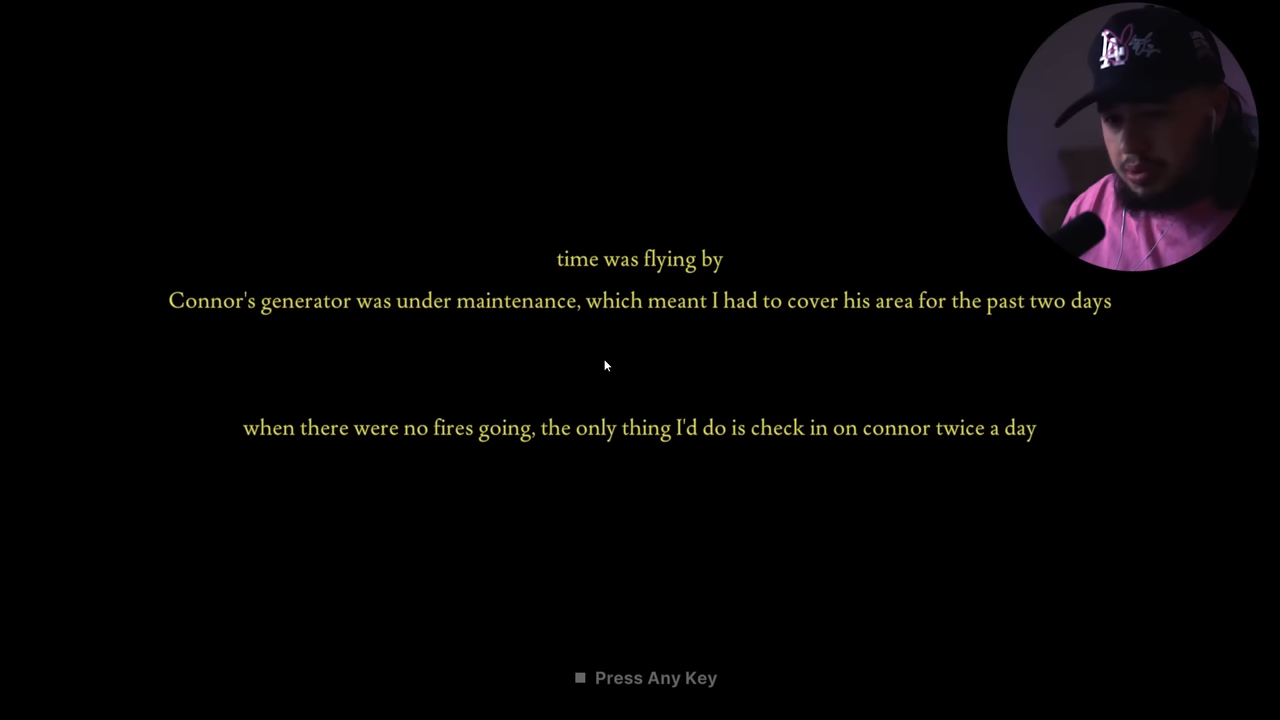 time was flying by
Connor's generator was under maintenance, which meant I had to cover his area for the past two days
when there were no fires going, the only thing I'd do is check in on connor twice a day
Press Any Key